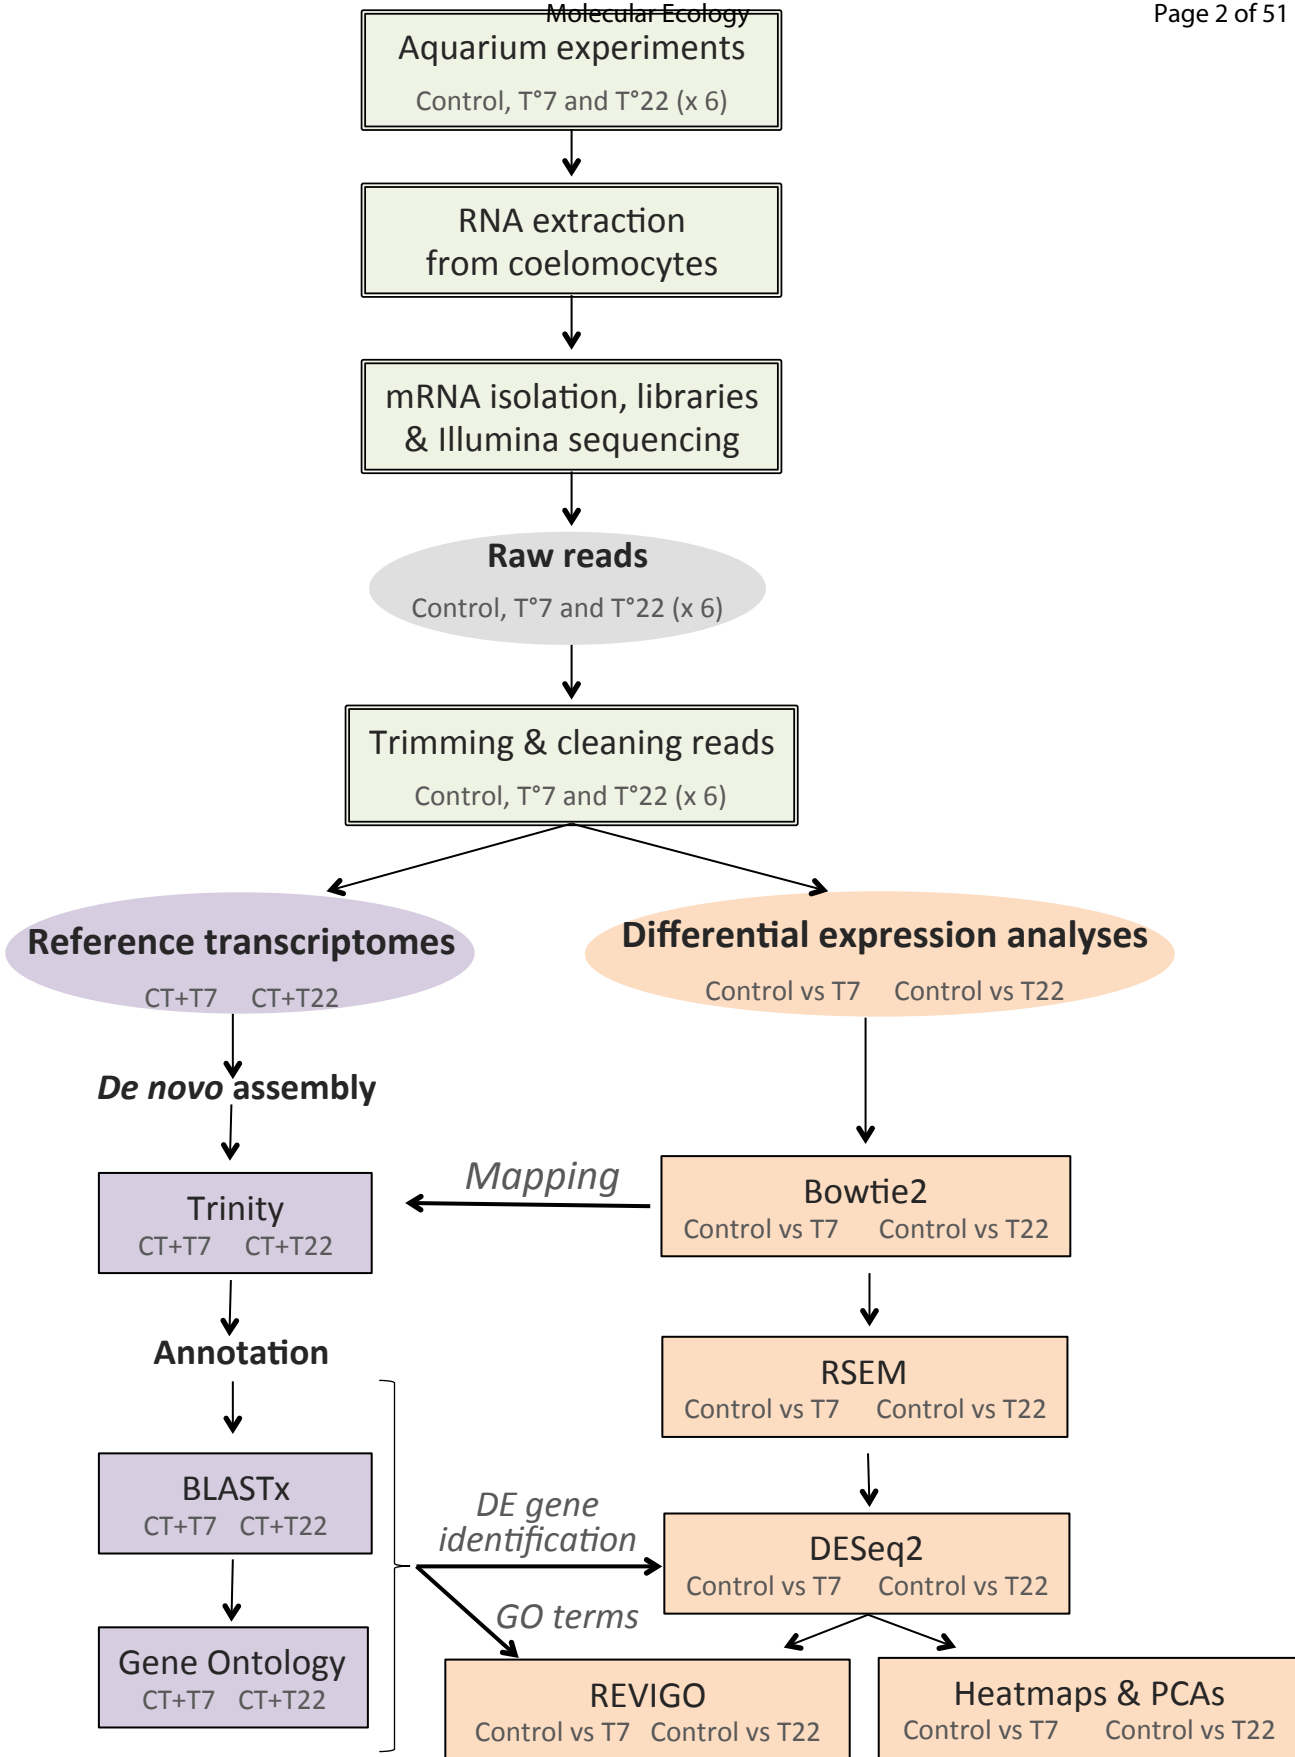 Molecular Ecology
Page 2 of 51
Aquarium experiments
Control, T°7 and T°22 (x 6)
RNA extraction
from coelomocytes
mRNA isolation, libraries
& Illumina sequencing
Raw reads
Control, T°7 and T°22 (x 6)
Trimming & cleaning reads
Control, T°7 and T°22 (x 6)
Reference transcriptomes
CT+T7 CT+T22
Differential expression analyses
Control vs T7 Control vs T22
De novo assembly
Trinity
CT+T7 CT+T22
Mapping
Bowtie2
Control vs T7 Control vs T22
Annotation
RSEM
Control vs T7 Control vs T22
BLASTx
CT+T7 CT+T22
DE gene
identification
DESeq2
Control vs T7 Control vs T22
GO terms
Gene Ontology
CT+T7 CT+T22
REVIGO
Control vs T7 Control vs T22
Heatmaps & PCAs
Control vs T7 Control vs T22